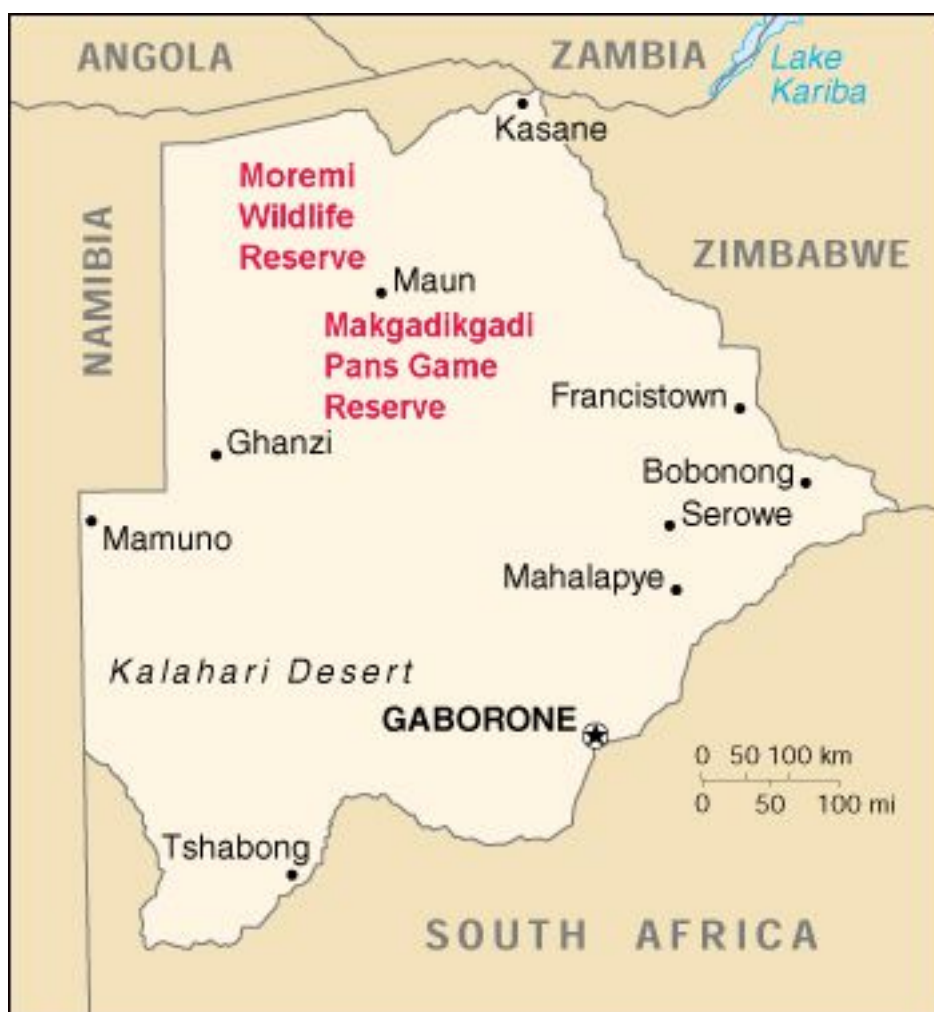 ANGOLA
ZAMBIA
Lake
Kariba
Kasane
Moremi
Wildlife
Reserve
NAMIBIA
ZIMBABWE
Maun
Makgadikgadi
Pans Game
Reserve
Francistown
Ghanzi
Bobonong
Serowe
Mamuno
Mahalapye
Kalahari Desert
GABORONE
0 50 100 km
0 50 100 mi
Tshabong
SOUTH AFRICA